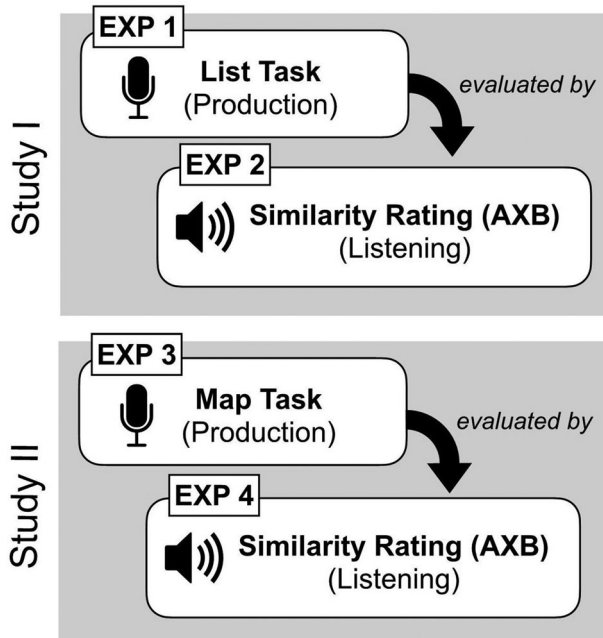 Study I
EXP 1
List Task
(Production)
evaluated by
EXP 2
Similarity Rating (AXB)
(Listening)
Study II
EXP 3
Map Task
(Production)
evaluated by
EXP 4
Similarity Rating (AXB)
(Listening)